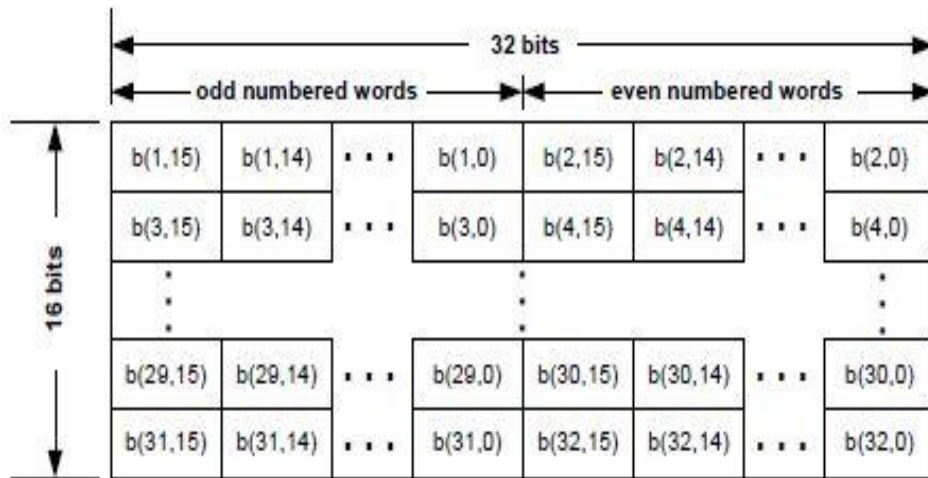 32 bits
odd numbered words even numbered words
b(1,15) b(1,14) ... b(1,0) b(2,15) b(2,14) ... b(2,0)
b(3,15) b(3,14) ... b(3,0) b(4,15) b(4,14) ... b(4,0)
16 bits
b(29,15) b(29,14) ... b(29,0) b(30,15) b(30,14) ... b(30,0)
b(31,15) b(31,14) ... b(31,0) b(32,15) b(32,14) ... b(32,0)